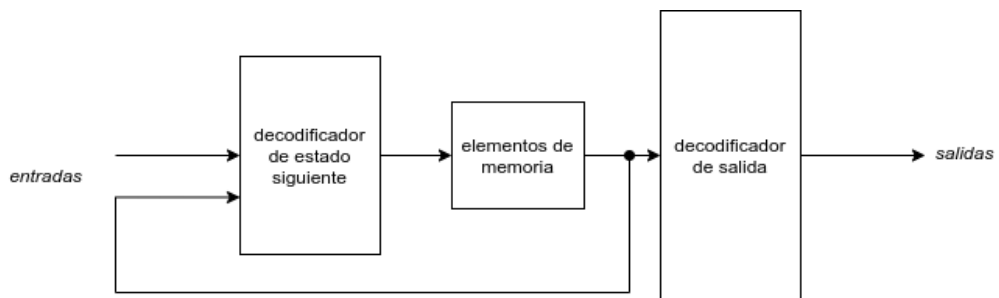 entradas
decodificador
de estado
siguiente
elementos de
memoria
decodificador
de salida
salidas